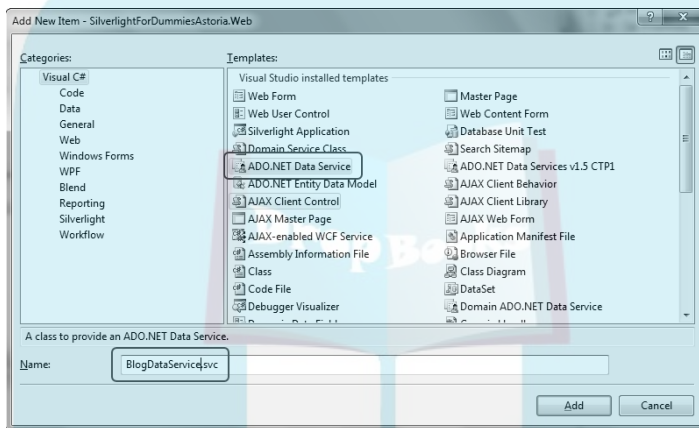 Add New Item - SilverlightForDummiesAstoria.Web
Categories:
Visual C#
Code
Data
General
Web
Windows Forms
WPF
Blend
Reporting
Silverlight
Workflow
Templates:
Visual Studio installed templates
Web Form
Web User Control
Silverlight Application
Domain Service Class
ADO.NET Data Service
ADO.NET Entity Data Model
AJAX Client Control
AJAX Master Page
AJAX-enabled WCF Service
Assembly Information File
Class
Code File
Debugger Visualizer
Master Page
Web Content Form
Database Unit Test
Search Sitemap
ADO.NET Data Services v1.5 CTP1
AJAX Client Behavior
AJAX Client Library
AJAX Web Form
Application Manifest File
Browser File
Class Diagram
DataSet
Domain ADO.NET Data Service
A class to provide an ADO.NET Data Service.
Name:
BlogDataService.svc
Add
Cancel